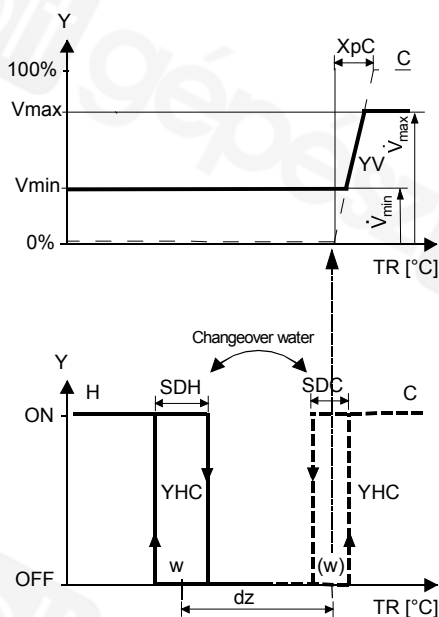 Y
XpC
100%
C
Vmax
YV
V̇max
Vmin
V̇min
0%
TR [°C]
Changeover water
Y
SDH
SDC
H
C
ON
YHC
YHC
w
(w)
OFF
dz
TR [°C]
gépész